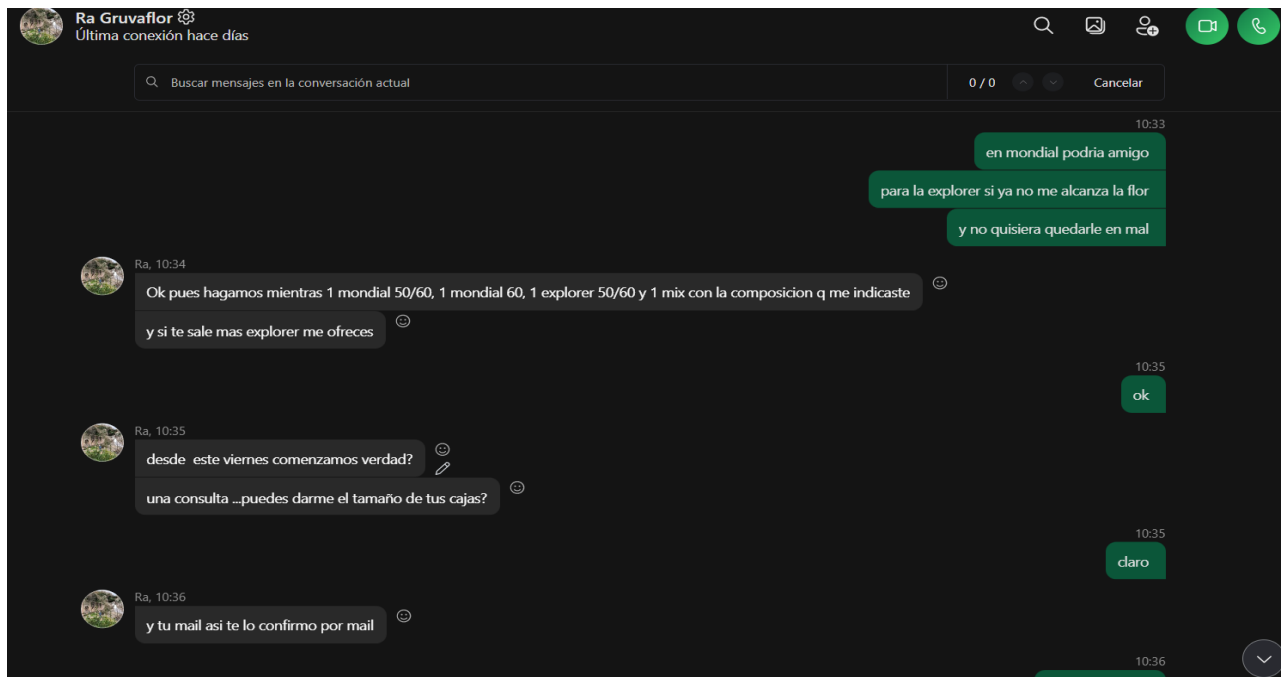 Ra Gruvaflor
Última conexión hace días
Buscar mensajes en la conversación actual
0 / 0
Cancelar
10:33
en mondial podria amigo
para la explorer si ya no me alcanza la flor
y no quisiera quedarle en mal
Ra, 10:34
Ok pues hagamos mientras 1 mondial 50/60, 1 mondial 60, 1 explorer 50/60 y 1 mix con la composicion q me indicaste
y si te sale mas explorer me ofreces
10:35
ok
Ra, 10:35
desde este viernes comenzamos verdad?
una consulta ...puedes darme el tamaño de tus cajas?
10:35
claro
Ra, 10:36
y tu mail asi te lo confirmo por mail
10:36